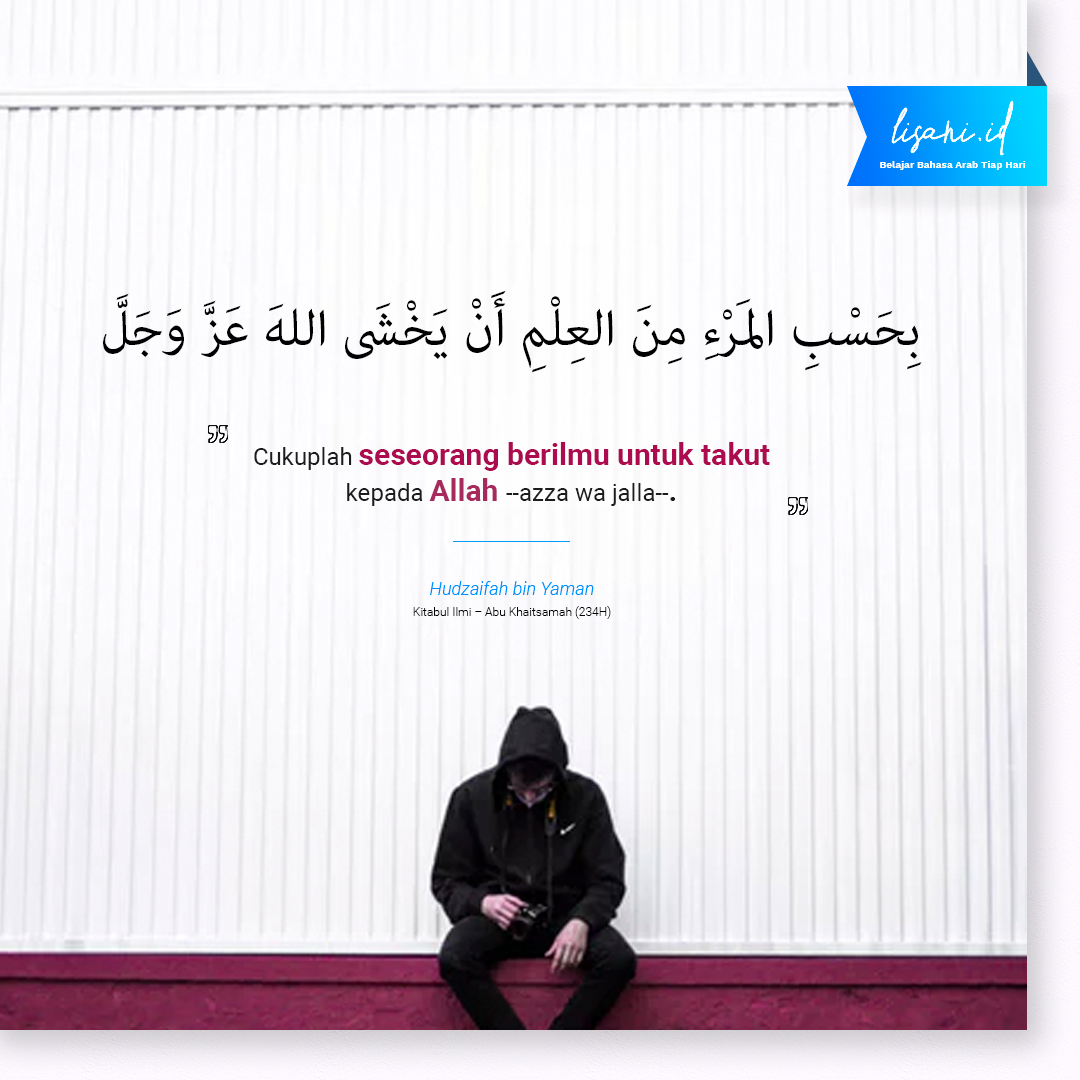 lisani.id
Belajar Bahasa Arab Tiap Hari
بِحَسْبِ المَرْءِ مِنَ العِلْمِ أَنْ يَخْشَى اللهَ عَزَّ وَجَلَّ
Cukuplah seseorang berilmu untuk takut
kepada Allah --azza wa jalla--.
Hudzaifah bin Yaman
Kitabul Ilmi – Abu Khaitsamah (234H)